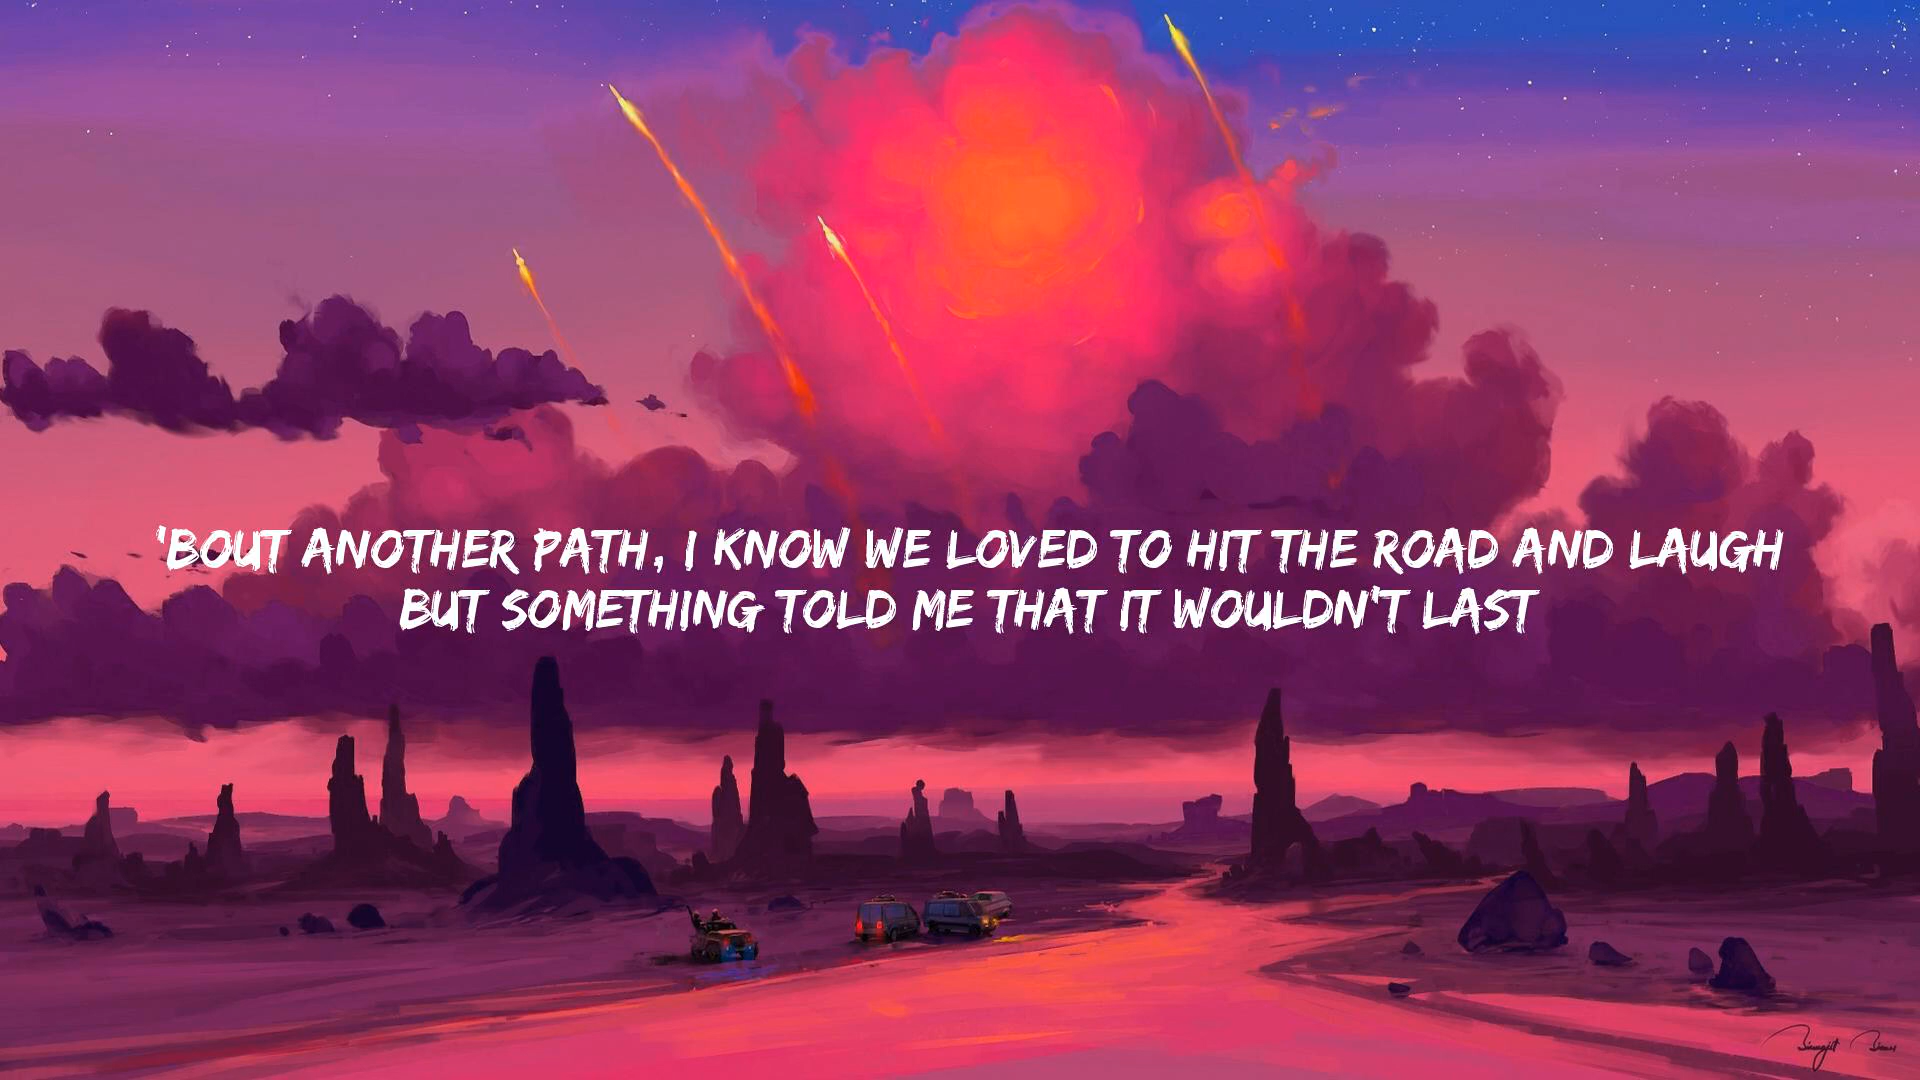 'BOUT ANOTHER PATH, I KNOW WE LOVED TO HIT THE ROAD AND LAUGH
BUT SOMETHING TOLD ME THAT IT WOULDN'T LAST